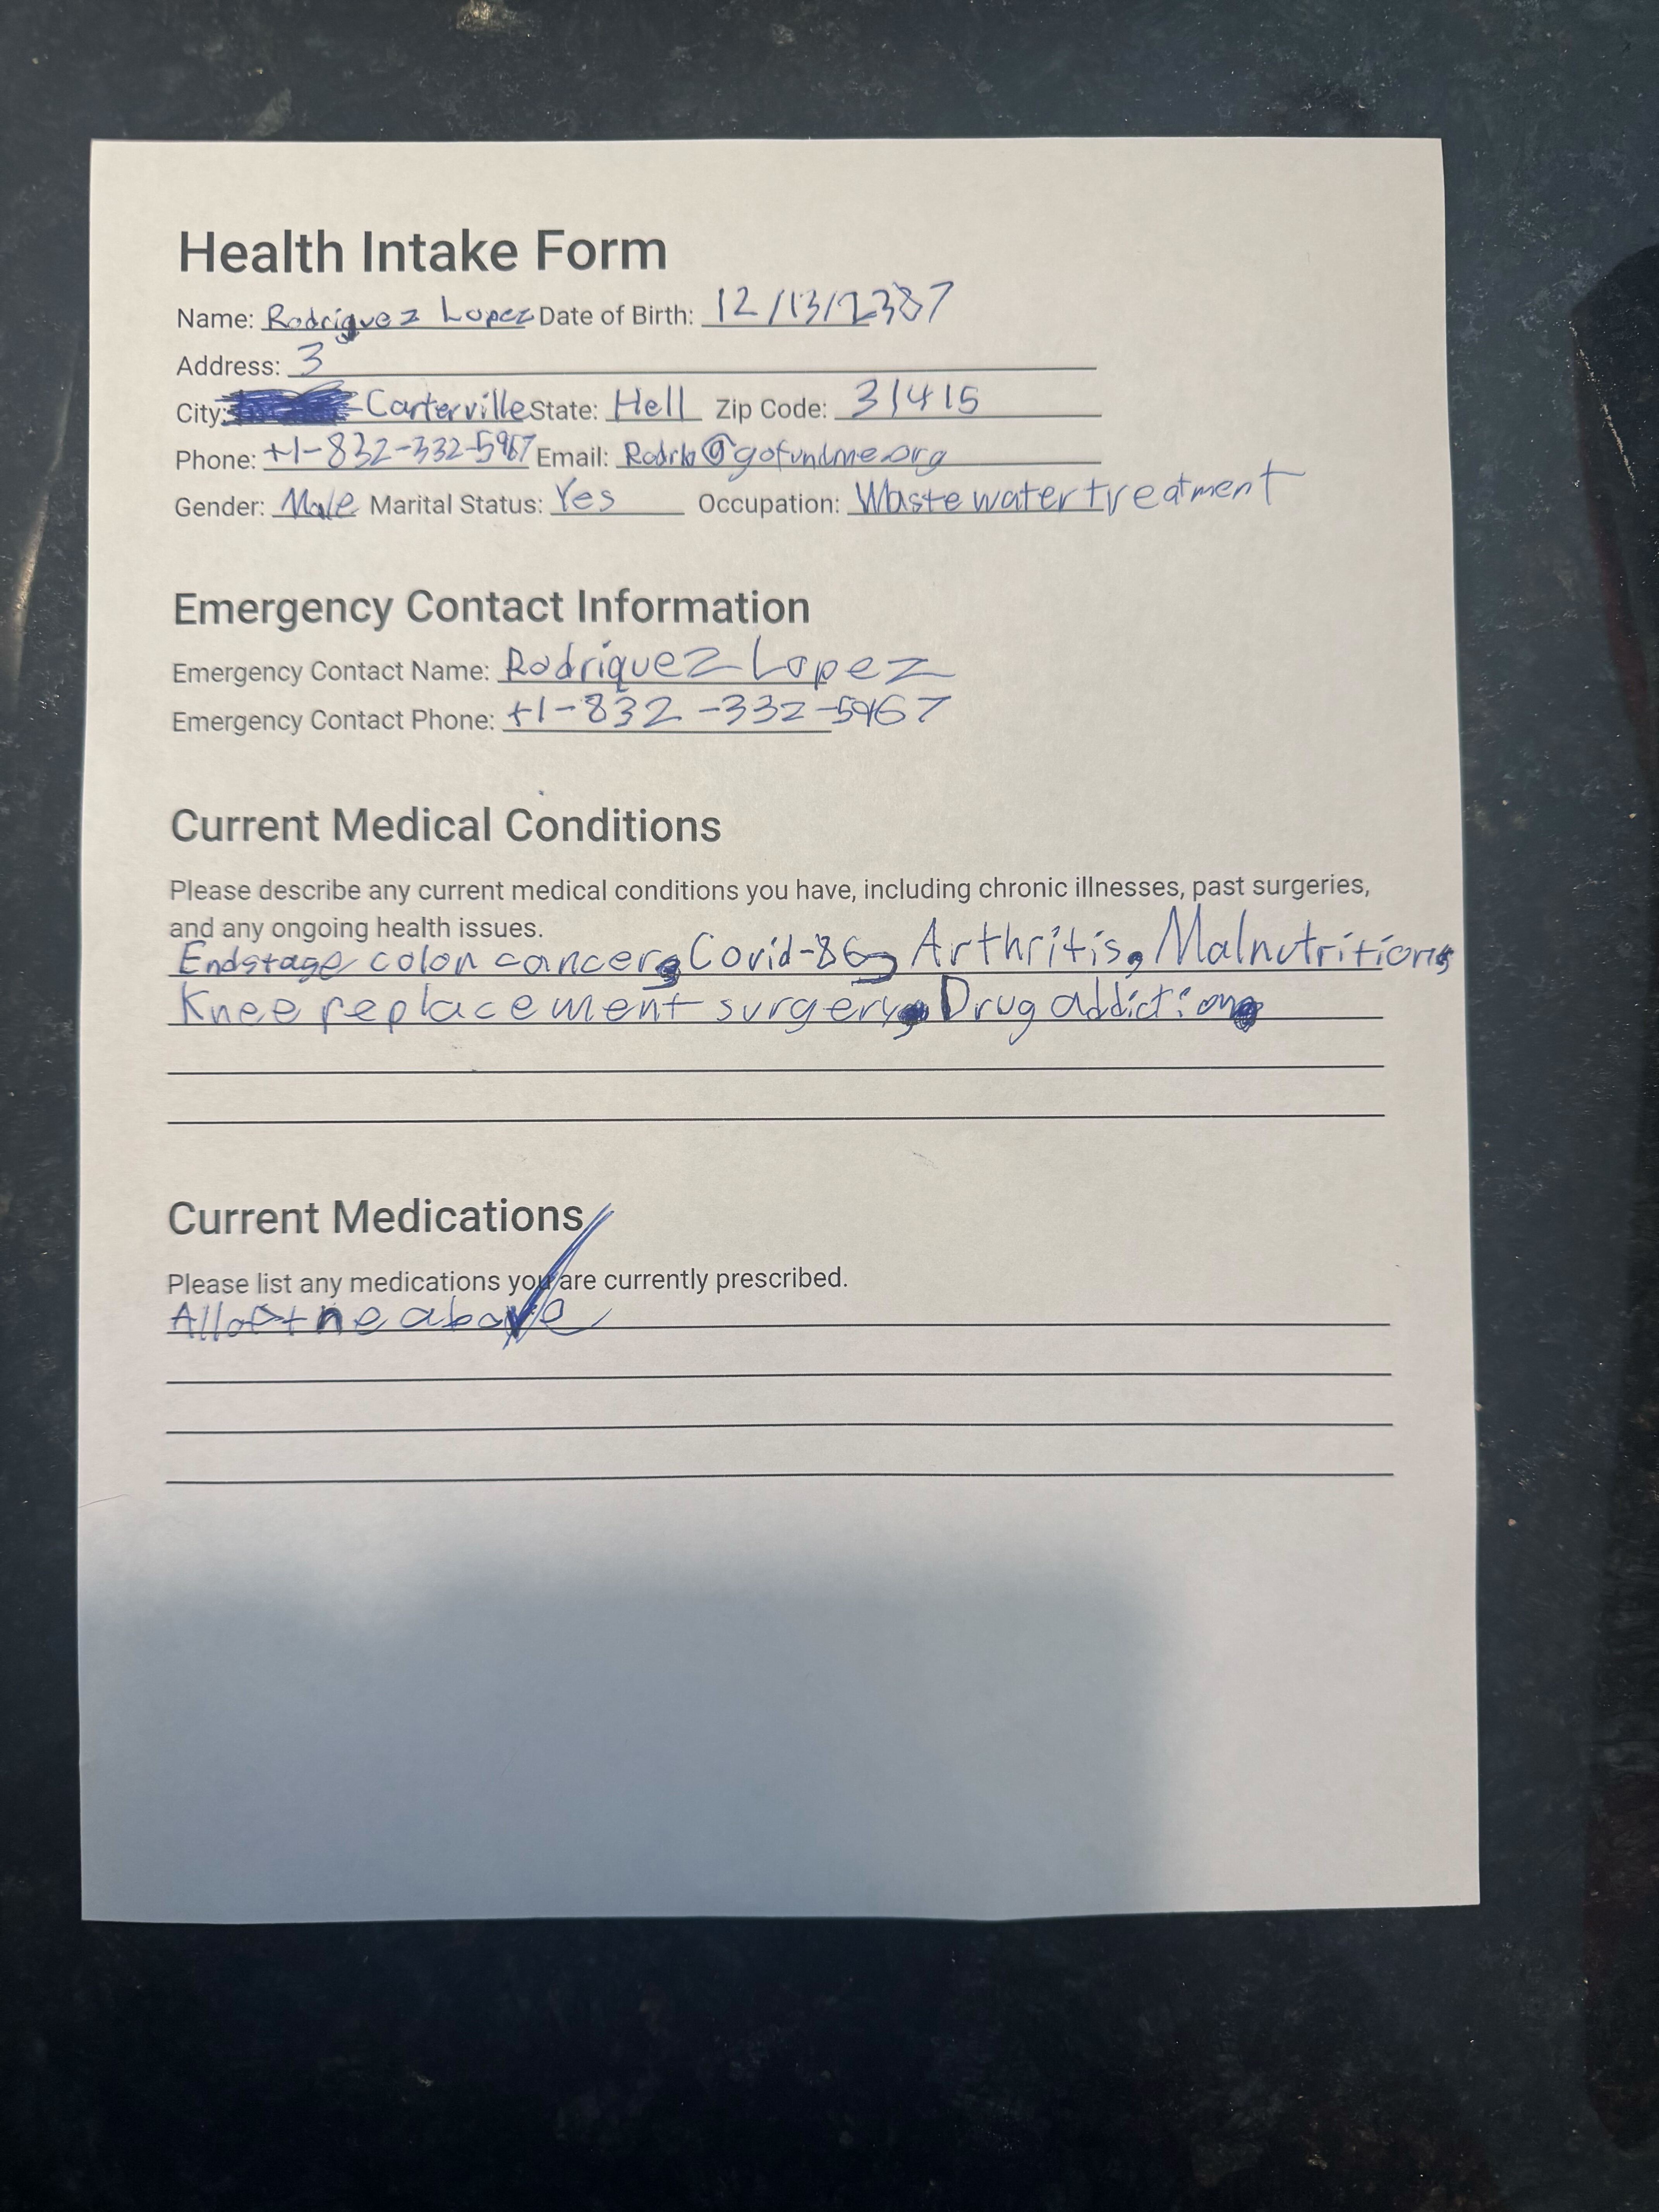 Health Intake Form
Name: Rodriguez Lopez Date of Birth: 12/13/2387
Address: 3
City: Carterville State: Hell Zip Code: 31415
Phone: +1-832-332-5967 Email: @gofundme.org
Gender: Male Marital Status: Yes Occupation: Waste water treatment
Emergency Contact Information
Emergency Contact Name: Rodriguez Lopez
Emergency Contact Phone: +1-832-332-5967
Current Medical Conditions
Please describe any current medical conditions you have, including chronic illnesses, past surgeries,
and any ongoing health issues.
Endstage colon cancer, Covid-86, Arthritis, Malnutrition,
Knee replacement surgery, Drug addiction
Current Medications
Please list any medications you are currently prescribed.
All of the above